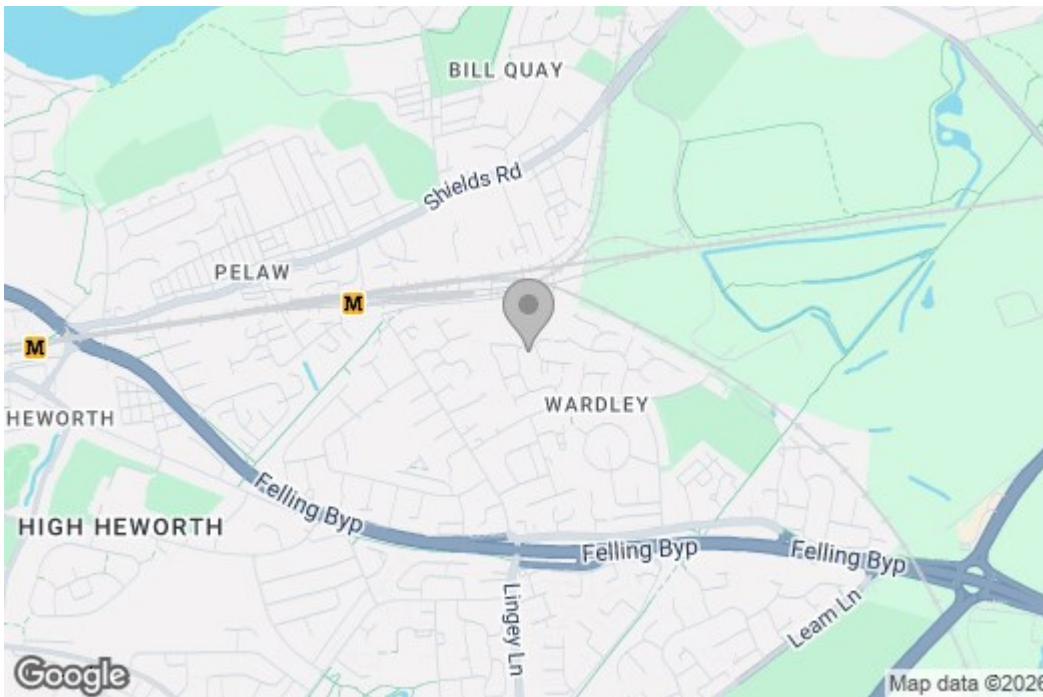 BILL QUAY
Shields Rd
PELAW
M
M
HEWORTH
WARDLEY
Felling Byp
HIGH HEWORTH
Felling Byp
Felling Byp
Lingey Ln
Leam Ln
Google
Map data ©2026